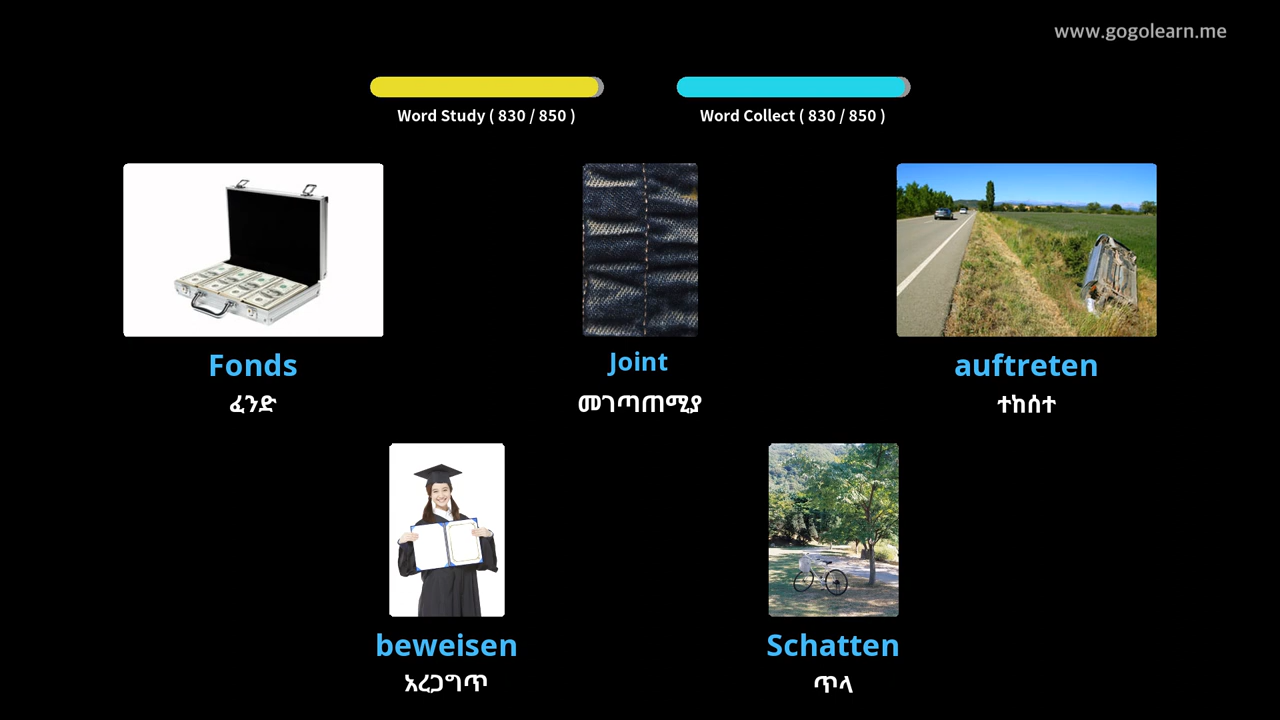 www.gogolearn.me
Word Study ( 830 / 850 )
Word Collect ( 830 / 850 )
Fonds
Joint
auftreten
ፈንድ
መገጣጠሚያ
ተከሰተ
beweisen
Schatten
አረጋግጥ
ጥላ